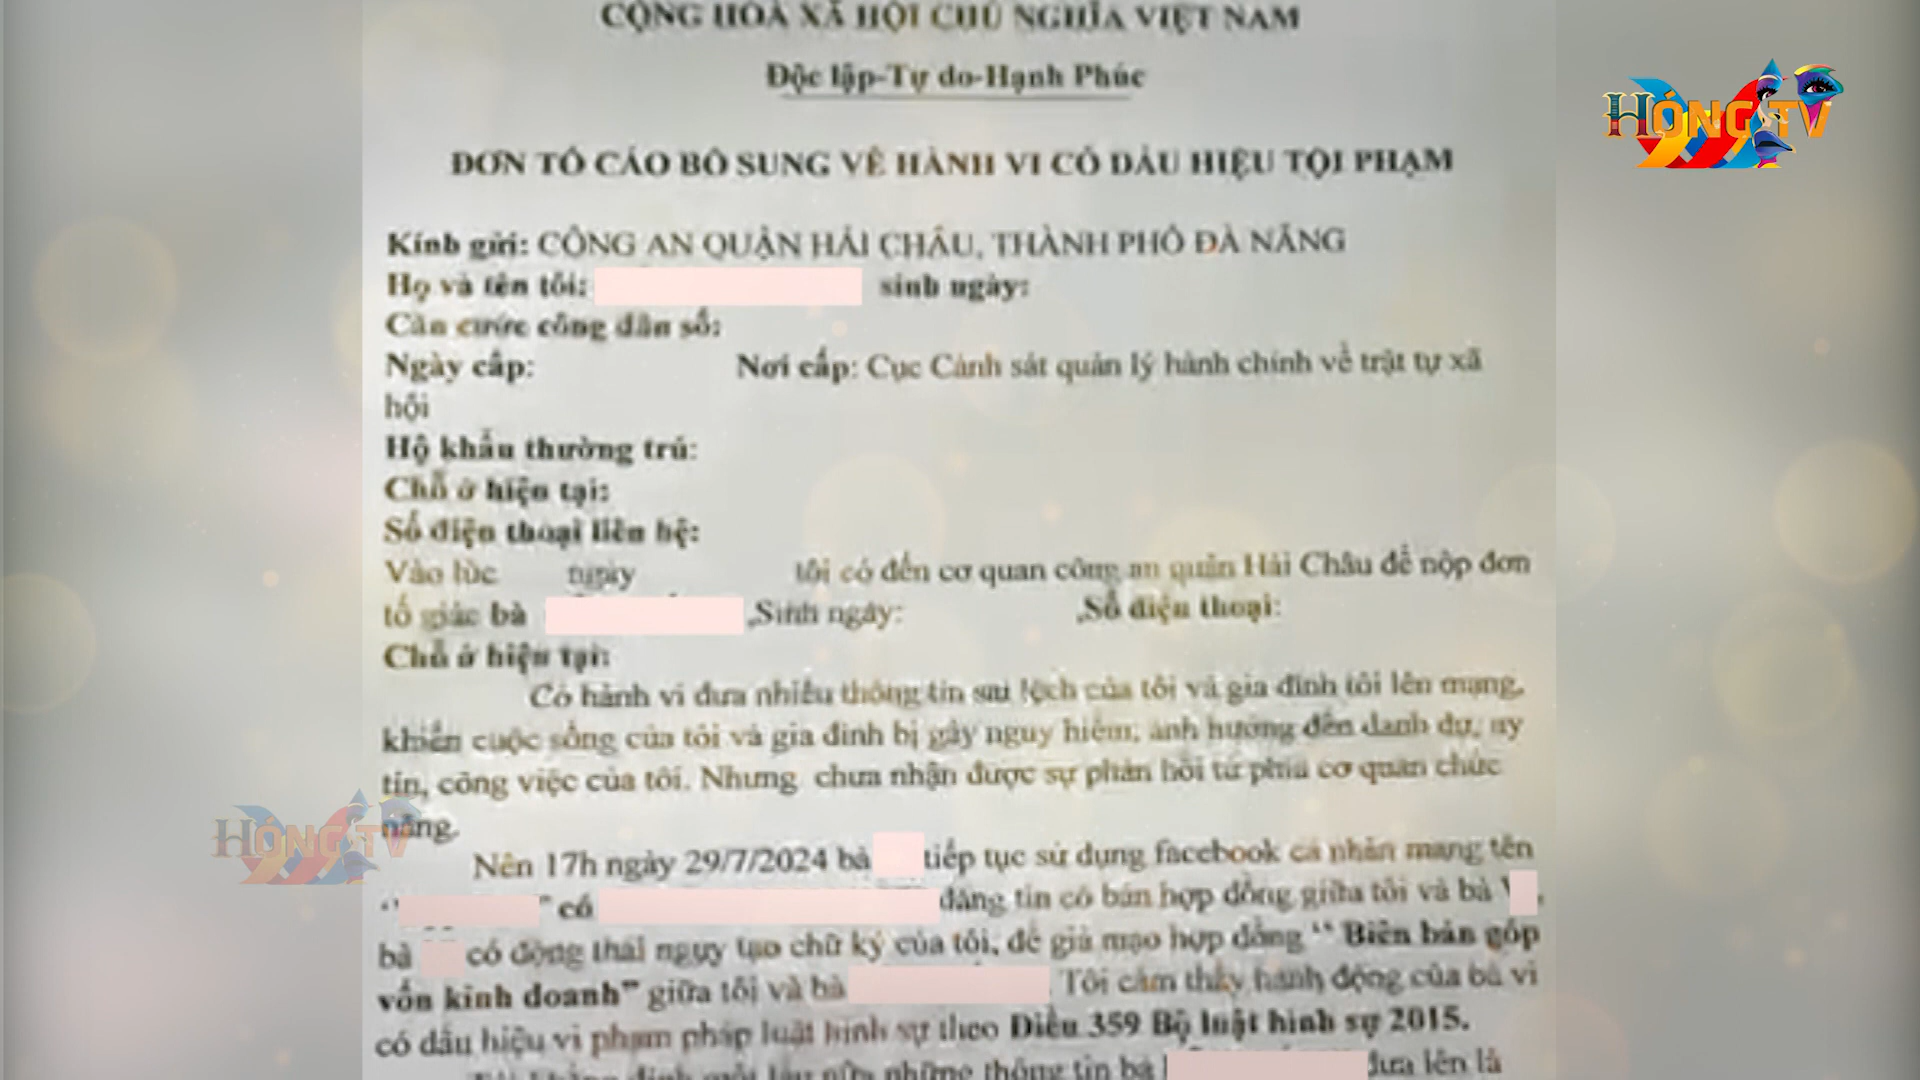 CỘNG HOÀ XÃ HỘI CHỦ NGHĨA VIỆT NAM
Độc lập-Tự do-Hạnh Phúc
HÓNG TV
ĐƠN TỐ CÁO BỔ SUNG VỀ HÀNH VI CÓ DẤU HIỆU TỘI PHẠM
Kính gửi: CÔNG AN QUẬN HẢI CHÂU, THÀNH PHỐ ĐÀ NẴNG
Họ và tên tôi: sinh ngày:
Căn cước công dân số:
Ngày cấp: Nơi cấp: Cục Cảnh sát quản lý hành chính về trật tự xã
hội
Hộ khẩu thường trú:
Chỗ ở hiện tại:
Số điện thoại liên hệ:
Vào lúc ngày tôi có đến cơ quan công an quận Hải Châu để nộp đơn
tố giác bà ,Sinh ngày: ,Số điện thoại:
Chỗ ở hiện tại:
Có hành vi đưa nhiều thông tin sai lệch của tôi và gia đình tôi lên mạng,
khiến cuộc sống của tôi và gia đình bị gây nguy hiểm, ảnh hưởng đến danh dự, uy
tín, công việc của tôi. Nhưng chưa nhận được sự phản hồi từ phía cơ quan chức
năng.
HÓNG TV
Nên 17h ngày 29/7/2024 bà tiếp tục sử dụng facebook cá nhân mang tên
“ ” có đăng tin có bán hợp đồng giữa tôi và bà
bà có động thái ngụy tạo chữ ký của tôi, để giả mạo hợp đồng “ Biên bản góp
vốn kinh doanh” giữa tôi và bà Tôi cảm thấy hành động của bà vi
có dấu hiệu vi phạm pháp luật hình sự theo Điều 359 Bộ luật hình sự 2015.
những thông tin bà đưa lên là